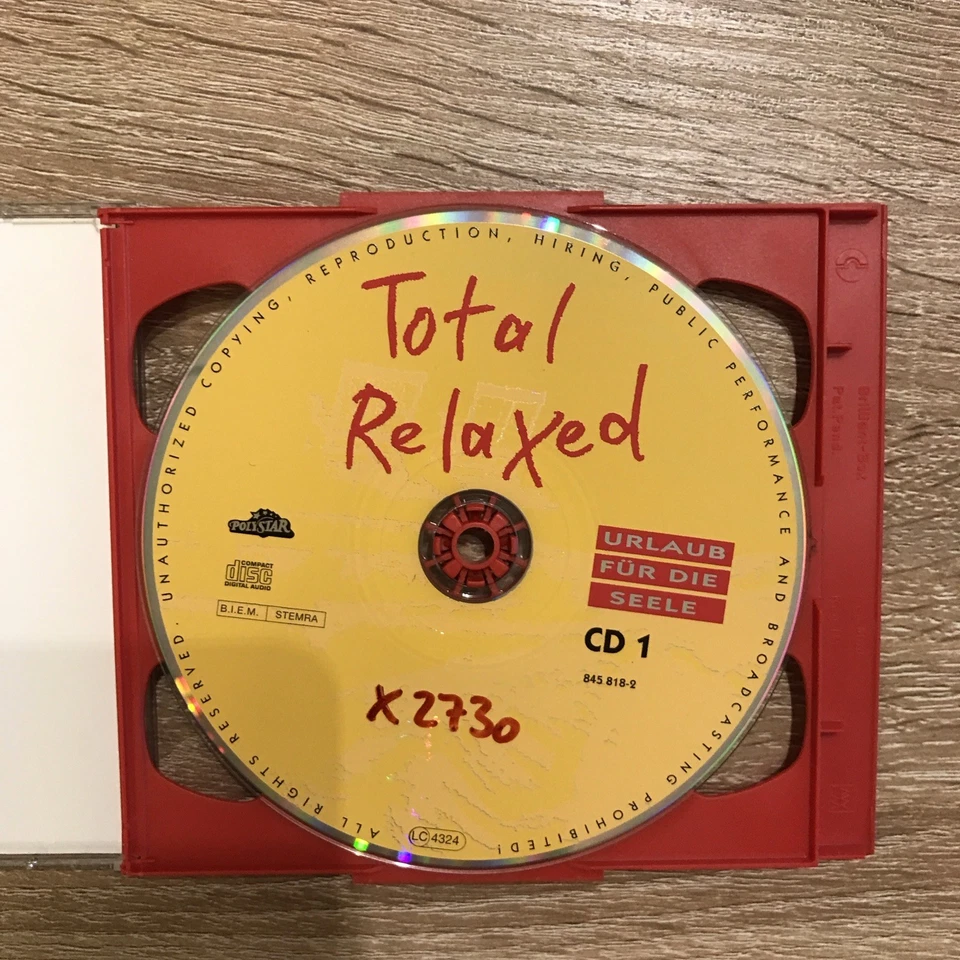 Total
Relaxed
POLYSTAR
COMPACT
disc
DIGITAL AUDIO
B.I.E.M. STEMRA
URLAUB
FÜR DIE
SEELE
CD 1
845 818-2
X2730
LC 4324
ALL RIGHTS RESERVED. UNAUTHORIZED COPYING, REPRODUCTION, HIRING, PUBLIC PERFORMANCE AND BROADCASTING PROHIBITED!